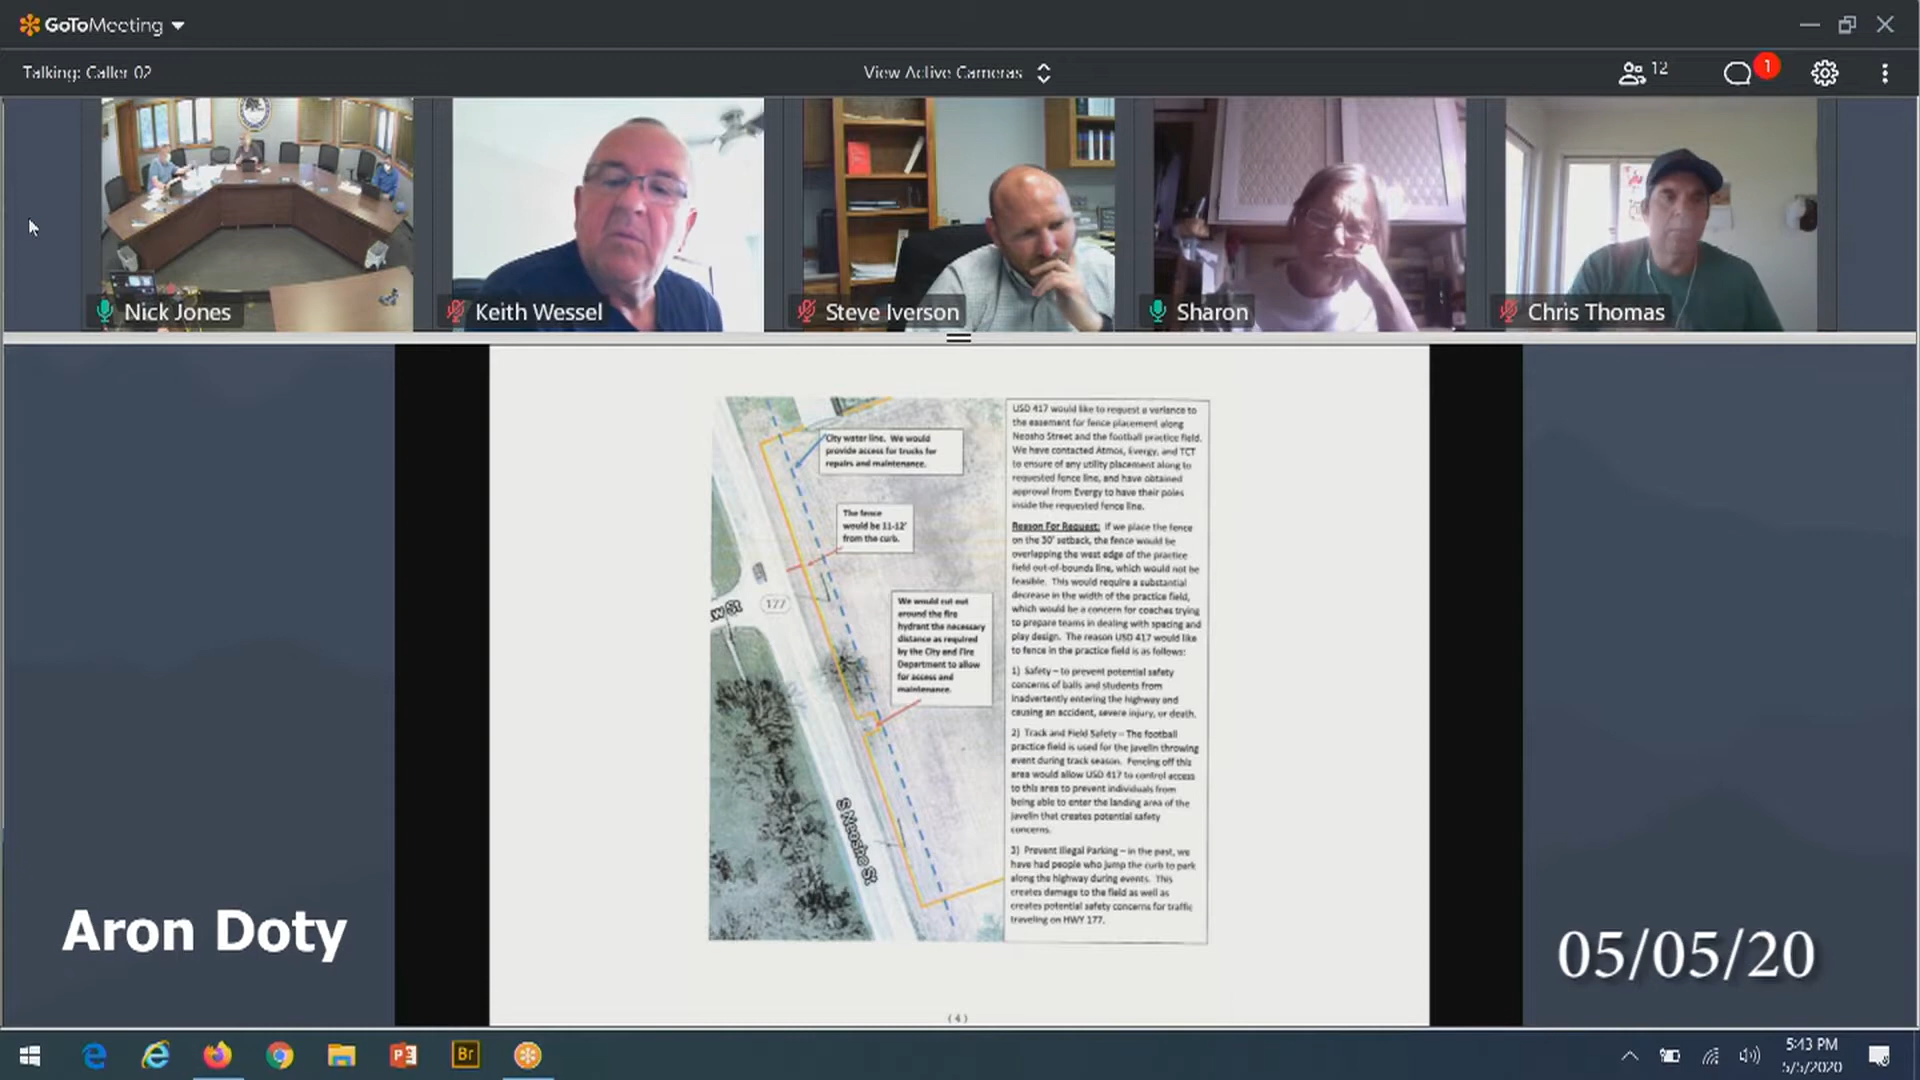 GoToMeeting
Talking: Caller 02
View Active Cameras
12
1
Nick Jones
Keith Wessel
Steve Iverson
Sharon
Chris Thomas
City water line. We would
provide access for trucks for
repairs and maintenance.
The fence
would be 11-12'
from the curb.
177
W St
We would cut out
around the fire
hydrant the necessary
distance as required
by the City and Fire
Department to allow
for access and
maintenance.
S Neosho St
USD 417 would like to request a variance to
the easement for fence placement along
Neosho Street and the football practice field.
We have contacted Atmos, Evergy, and TCT
to ensure of any utility placement along to
requested fence line, and have obtained
approval from Evergy to have their poles
inside the requested fence line.
Reason For Request: If we place the fence
on the 30' setback, the fence would be
overlapping the west edge of the practice
field out-of-bounds line, which would not be
feasible. This would require a substantial
decrease in the width of the practice field,
which would be a concern for coaches trying
to prepare teams in dealing with spacing and
play design. The reason USD 417 would like
to fence in the practice field is as follows:
1) Safety – to prevent potential safety
concerns of balls and students from
inadvertently entering the highway and
causing an accident, severe injury, or death.
2) Track and Field Safety – The football
practice field is used for the javelin throwing
event during track season. Fencing off this
area would allow USD 417 to control access
to this area to prevent individuals from
being able to enter the landing area of the
javelin that creates potential safety
concerns.
3) Prevent Illegal Parking – in the past, we
have had people who jump the curb to park
along the highway during events. This
creates damage to the field as well as
creates potential safety concerns for traffic
traveling on HWY 177.
(4)
Aron Doty
05/05/20
Br
5:43 PM
5/5/2020